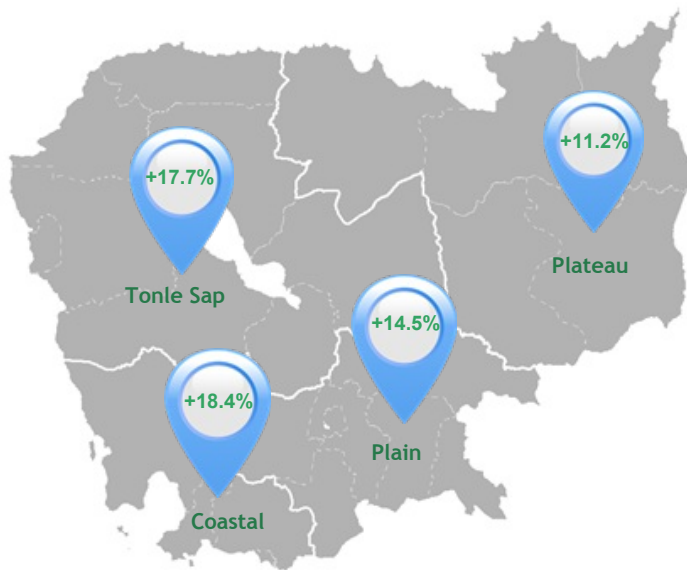 +11.2%
Plateau
+17.7%
Tonle Sap
+14.5%
Plain
+18.4%
Coastal